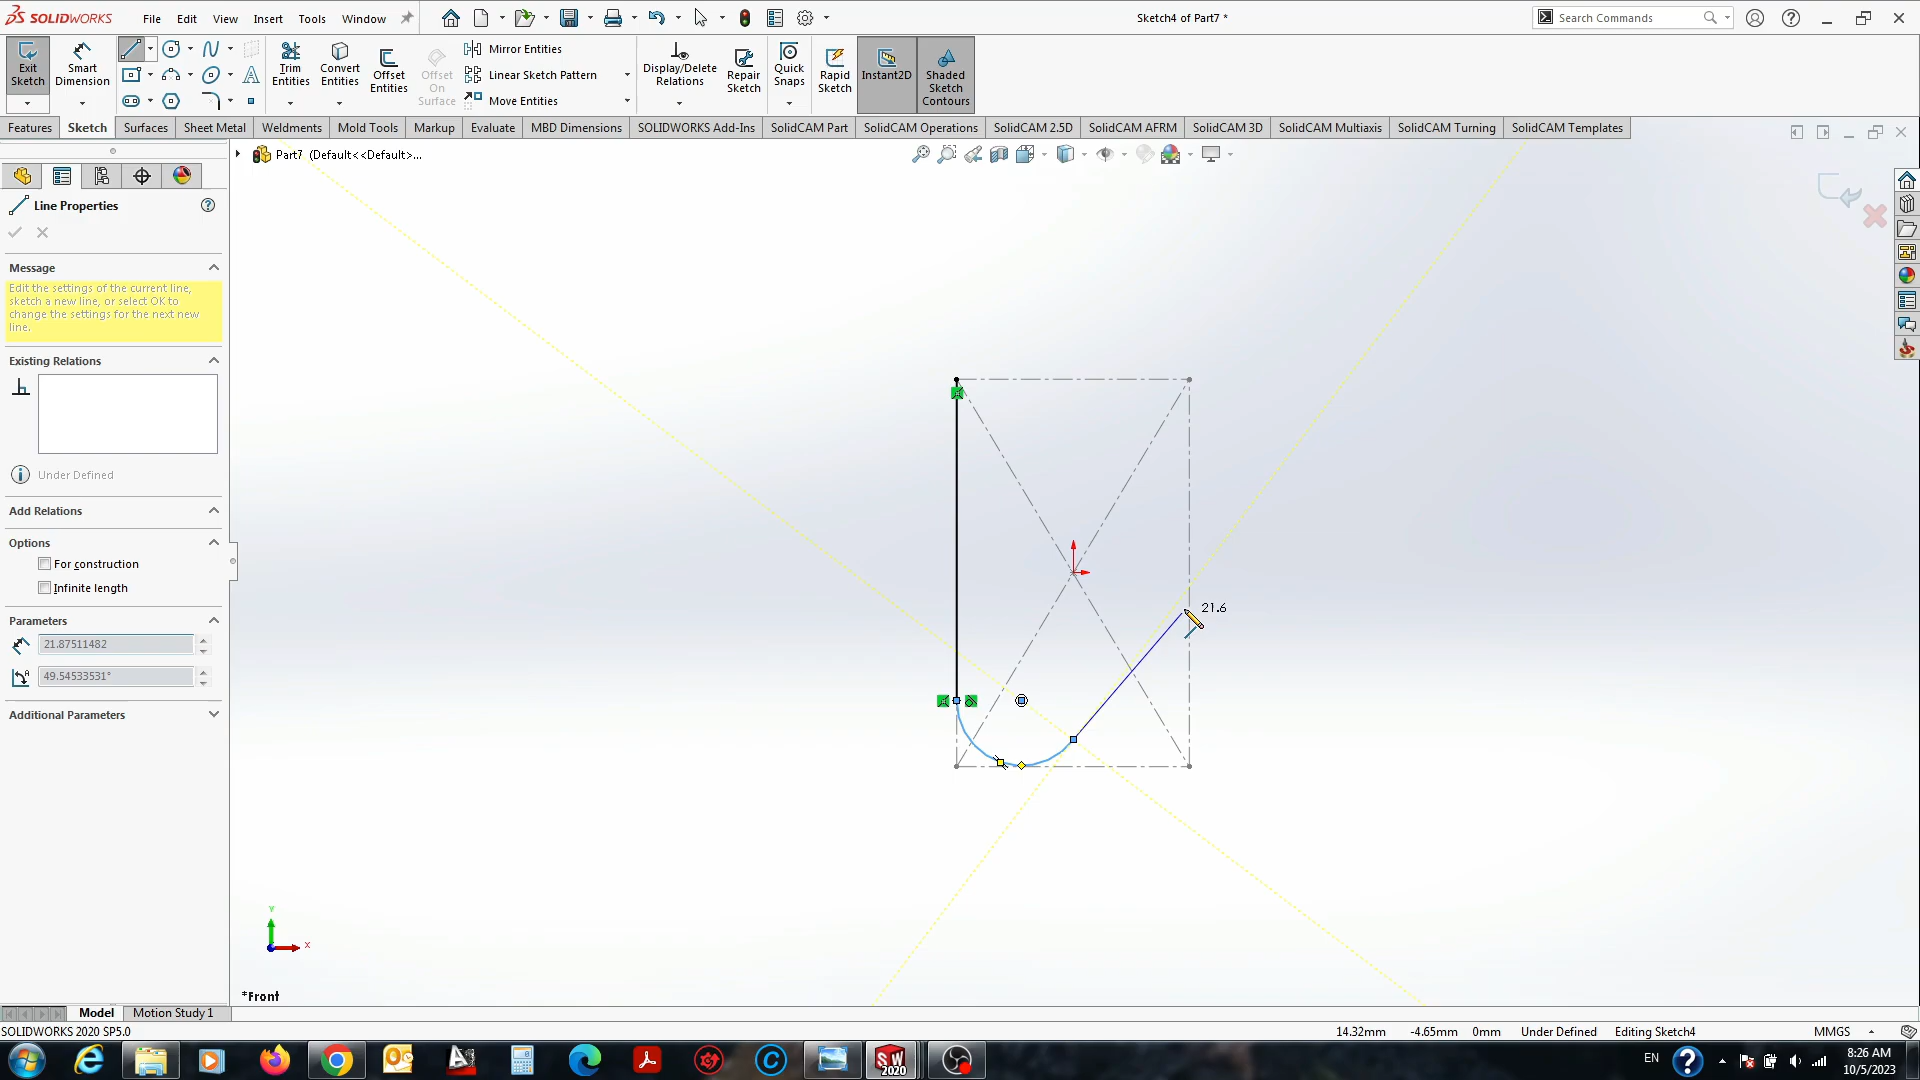 SOLIDWORKS File Edit View Insert Tools Window Sketch4 of Part7 * Search Commands
Exit Sketch
Smart Dimension
Trim Entities
Convert Entities
Offset Entities
Offset On Surface
Mirror Entities
Linear Sketch Pattern
Move Entities
Display/Delete Relations
Repair Sketch
Quick Snaps
Rapid Sketch
Instant2D
Shaded Sketch Contours
Features Sketch Surfaces Sheet Metal Weldments Mold Tools Markup Evaluate MBD Dimensions SOLIDWORKS Add-Ins SolidCAM Part SolidCAM Operations SolidCAM 2.5D SolidCAM AFRM SolidCAM 3D SolidCAM Multiaxis SolidCAM Turning SolidCAM Templates
Part7 (Default<<Default>...
Line Properties
Message
Edit the settings of the current line,
sketch a new line, or select OK to
change the settings for the next new
line.
Existing Relations
Under Defined
Add Relations
Options
For construction
Infinite length
Parameters
21.87511482
49.54533531°
Additional Parameters
21.6
Y
X
*Front
Model Motion Study 1
SOLIDWORKS 2020 SP5.0 14.32mm -4.65mm 0mm Under Defined Editing Sketch4 MMGS
SW 2020
EN
8:26 AM
10/5/2023